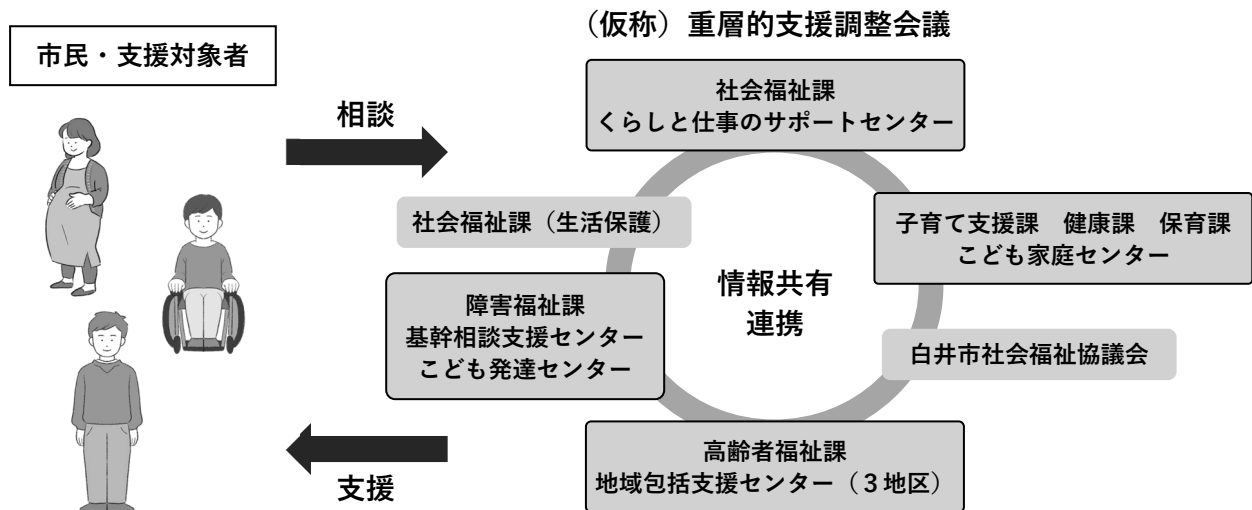 （仮称）重層的支援調整会議
市民・支援対象者
相談
社会福祉課
くらしと仕事のサポートセンター
社会福祉課（生活保護）
子育て支援課　健康課　保育課
こども家庭センター
情報共有
連携
障害福祉課
基幹相談支援センター
こども発達センター
白井市社会福祉協議会
高齢者福祉課
地域包括支援センター（３地区）
支援